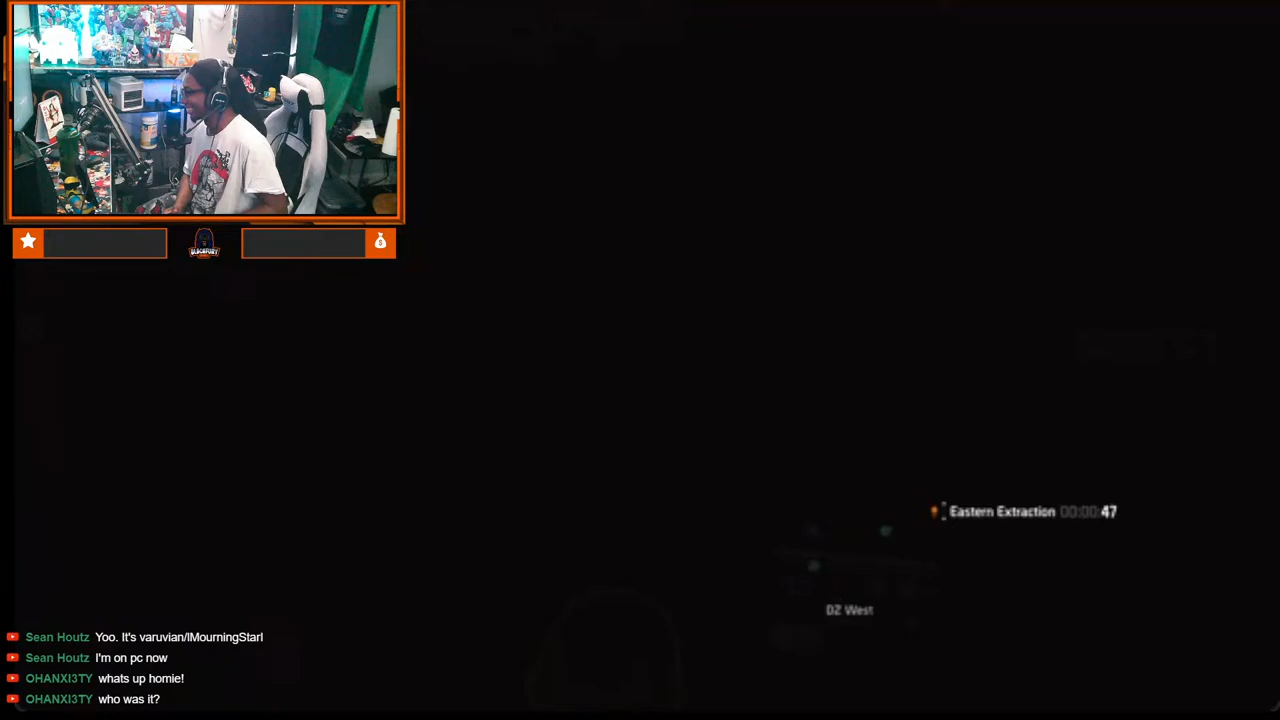 Eastern Extraction 00:00:47
DZ West
Sean Houtz Yoo. It's varuvian/lMourningStarl
Sean Houtz I'm on pc now
OHANXI3TY whats up homie!
OHANXI3TY who was it?